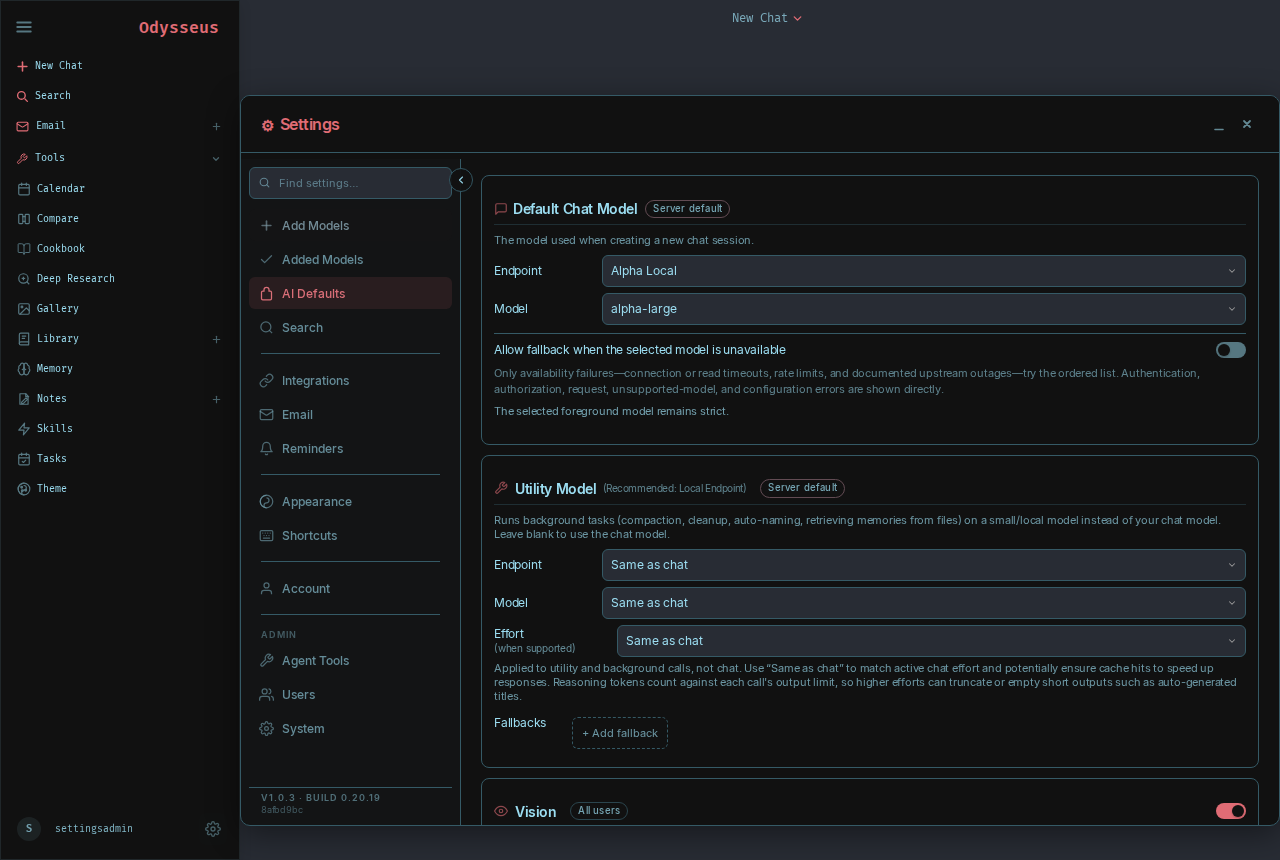 Odysseus
New Chat
Search
Email
Tools
Calendar
Compare
Cookbook
Deep Research
Gallery
Library
Memory
Notes
Skills
Tasks
Theme
S settingsadmin
New Chat
Settings
Find settings...
Add Models
Added Models
AI Defaults
Search
Integrations
Email
Reminders
Appearance
Shortcuts
Account
ADMIN
Agent Tools
Users
System
V1.0.3 · BUILD 0.20.19
8afbd9bc
Default Chat Model Server default
The model used when creating a new chat session.
Endpoint Alpha Local
Model alpha-large
Allow fallback when the selected model is unavailable
Only availability failures—connection or read timeouts, rate limits, and documented upstream outages—try the ordered list. Authentication,
authorization, request, unsupported-model, and configuration errors are shown directly.
The selected foreground model remains strict.
Utility Model (Recommended: Local Endpoint) Server default
Runs background tasks (compaction, cleanup, auto-naming, retrieving memories from files) on a small/local model instead of your chat model.
Leave blank to use the chat model.
Endpoint Same as chat
Model Same as chat
Effort Same as chat
(when supported)
Applied to utility and background calls, not chat. Use “Same as chat” to match active chat effort and potentially ensure cache hits to speed up
responses. Reasoning tokens count against each call's output limit, so higher efforts can truncate or empty short outputs such as auto-generated
titles.
Fallbacks + Add fallback
Vision All users